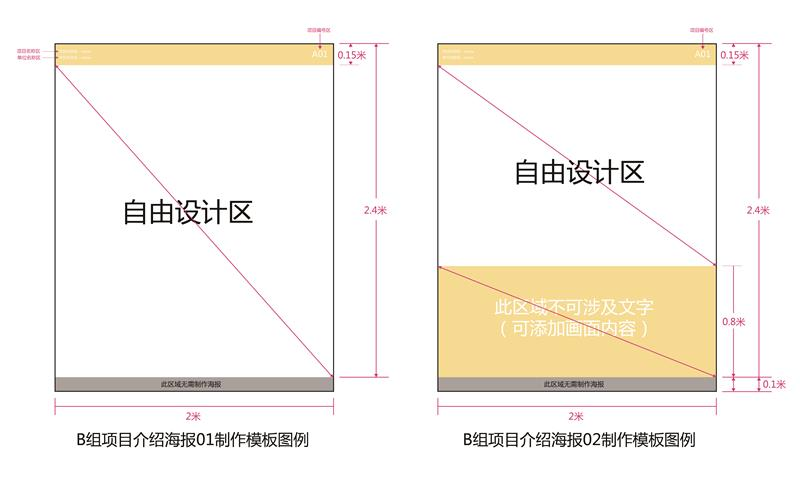 项目编号区
项目名称区
单位名称区
A01
0.15米
自由设计区
2.4米
此区域无需制作海报
2米
B组项目介绍海报01制作模板图例
项目编号区
A01
0.15米
自由设计区
2.4米
此区域不可涉及文字
（可添加画面内容）
0.8米
此区域无需制作海报
0.1米
2米
B组项目介绍海报02制作模板图例